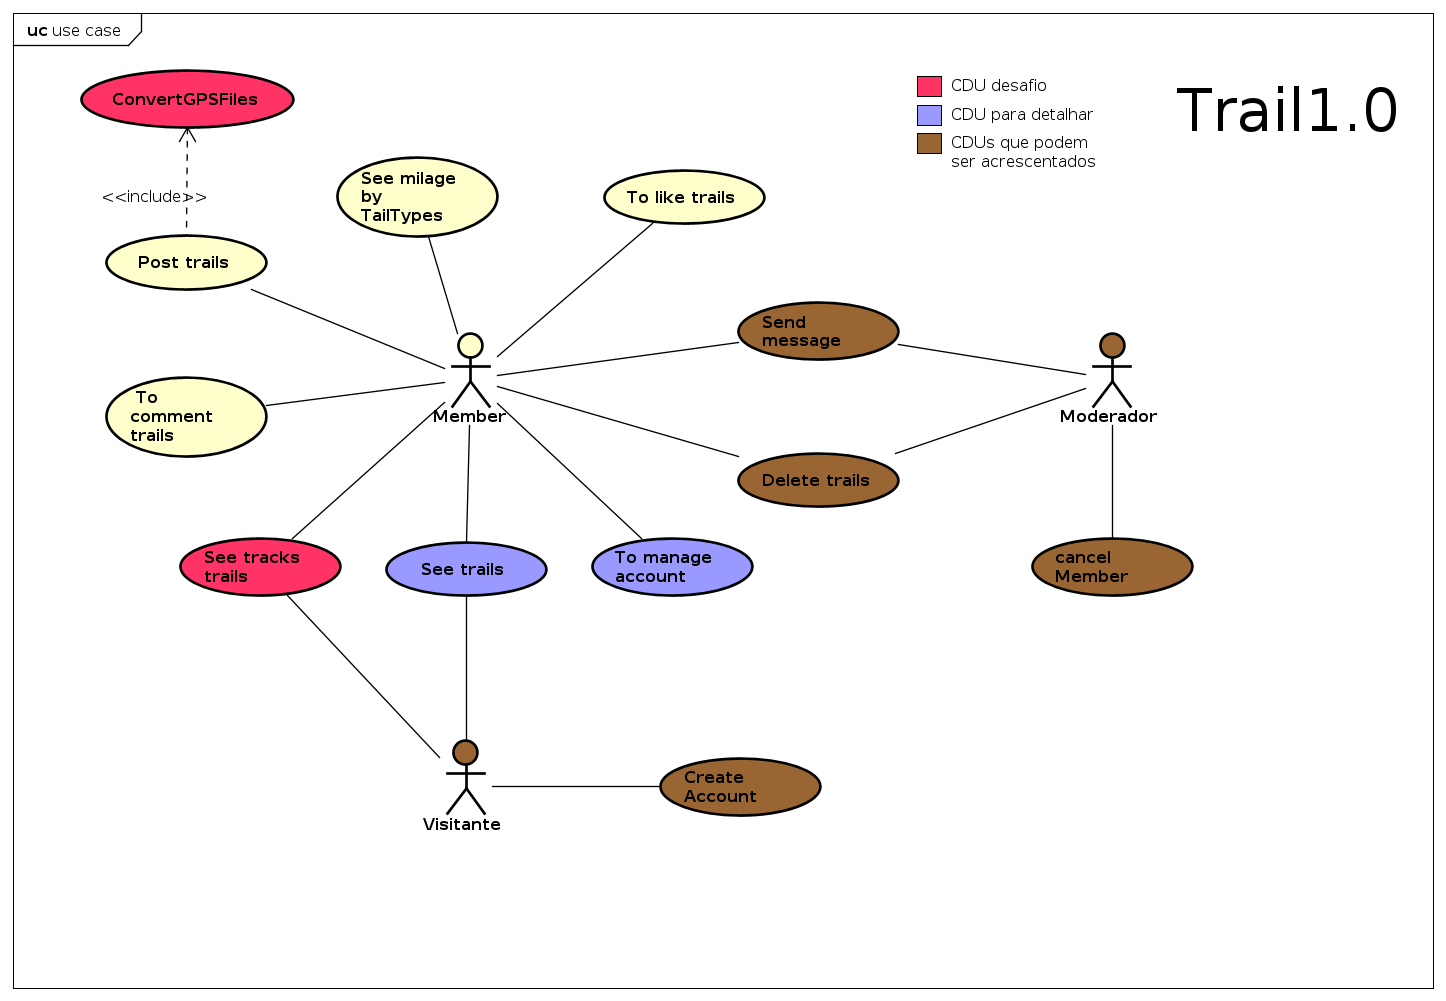 uc use case
ConvertGPSFiles
CDU desafio
CDU para detalhar
CDUs que podem
ser acrescentados
Trail1.0
<<include>>
See milage
by
TailTypes
To like trails
Post trails
Send
message
Member
Moderador
To
comment
trails
Delete trails
See tracks
trails
See trails
To manage
account
cancel
Member
Visitante
Create
Account